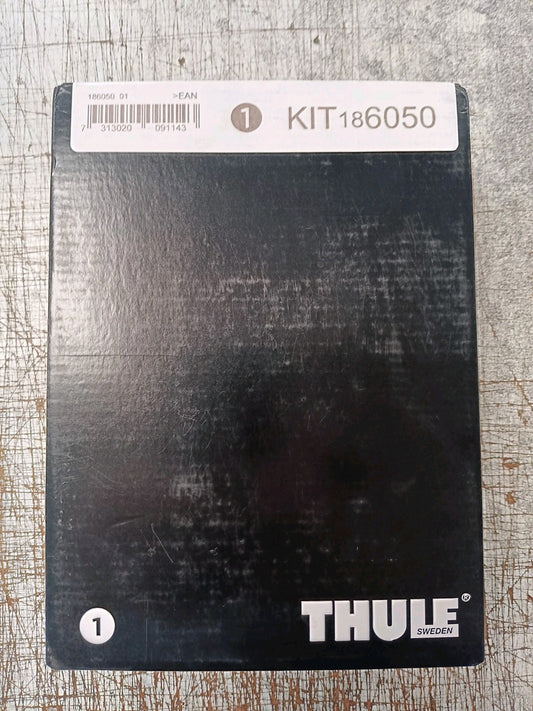 186050 01 >EAN
7 313020 091143
1
KIT186050
1
THULE®
SWEDEN